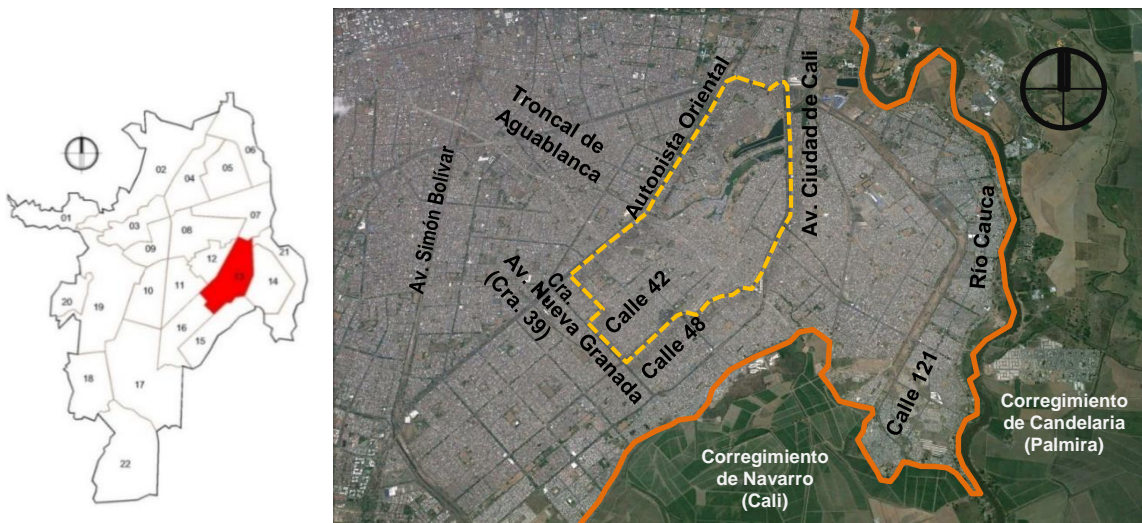 01
02
03
04
05
06
07
08
09
10
11
12
13
14
15
16
17
18
19
20
21
22
Troncal de
Aguablanca
Autopista Oriental
Av. Ciudad de Cali
Av. Simón Bolívar
Río Cauca
Cra.
Av. Nueva Granada
(Cra. 39)
Calle 42
Calle 48
Calle 121
Corregimiento
de Navarro
(Cali)
Corregimiento
de Candelaria
(Palmira)